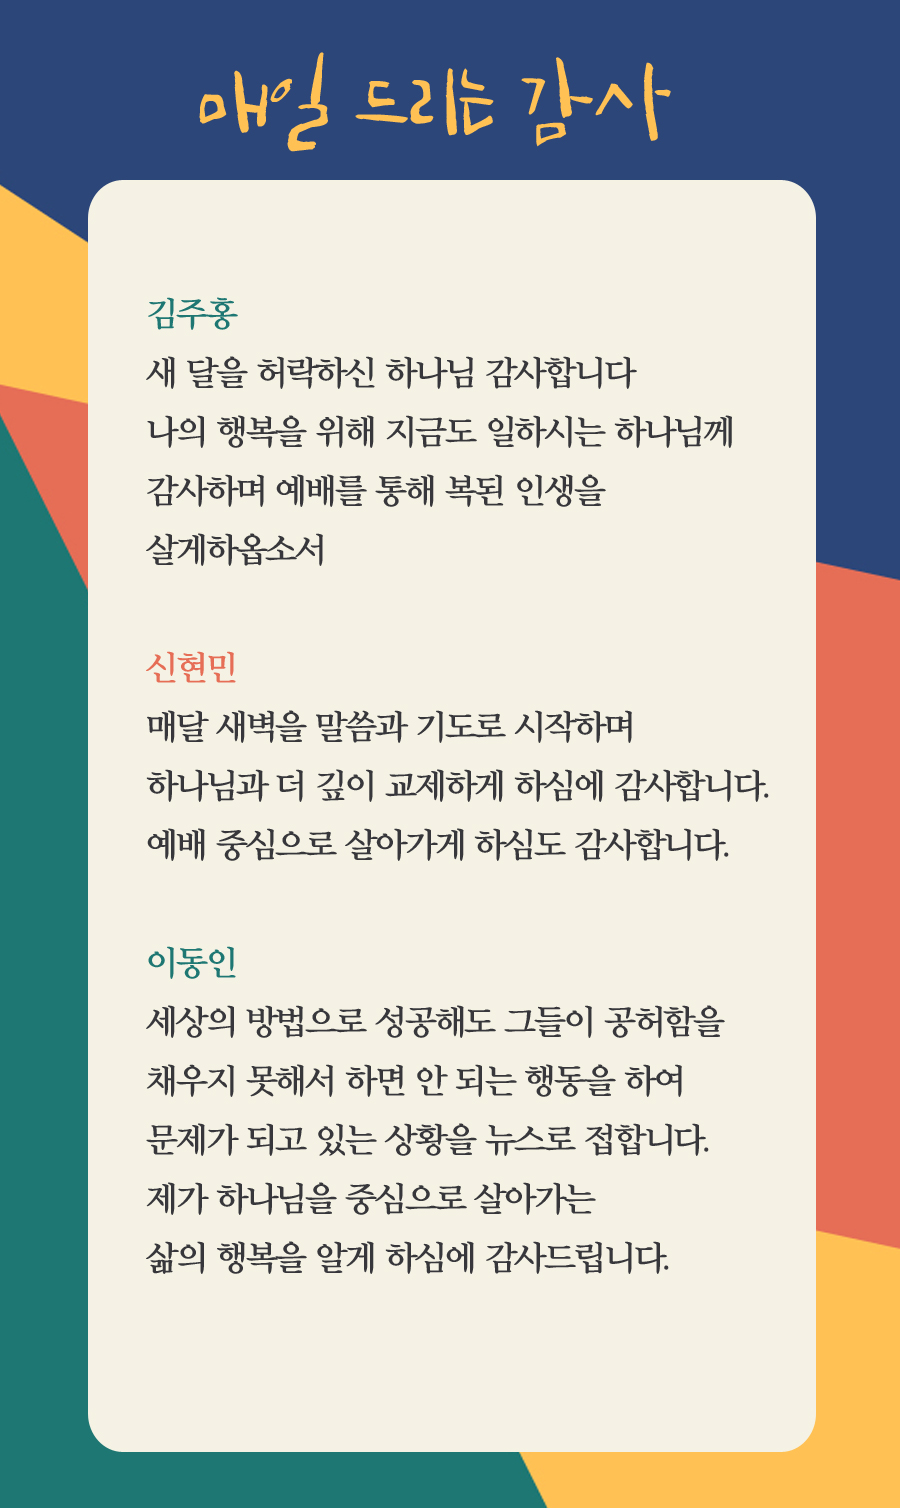 매일 드리는 감사
김주홍
새 달을 허락하신 하나님 감사합니다
나의 행복을 위해 지금도 일하시는 하나님께
감사하며 예배를 통해 복된 인생을
살게하옵소서
신현민
매달 새벽을 말씀과 기도로 시작하며
하나님과 더 깊이 교제하게 하심에 감사합니다.
예배 중심으로 살아가게 하심도 감사합니다.
이동인
세상의 방법으로 성공해도 그들이 공허함을
채우지 못해서 하면 안 되는 행동을 하여
문제가 되고 있는 상황을 뉴스로 접합니다.
제가 하나님을 중심으로 살아가는
삶의 행복을 알게 하심에 감사드립니다.